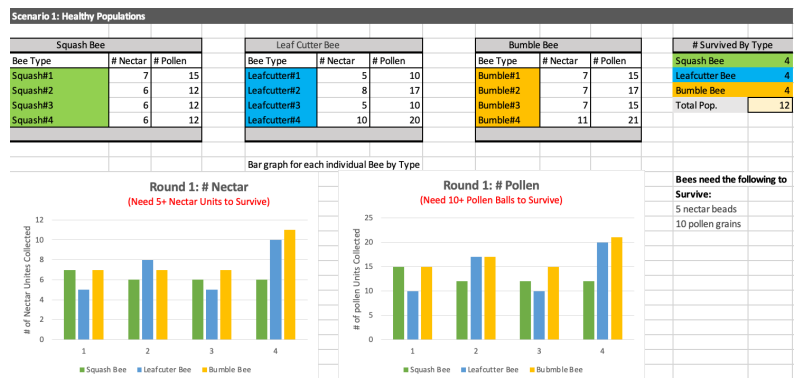 Scenario 1: Healthy Populations
Squash Bee
Bee Type # Nectar # Pollen
Squash#1 7 15
Squash#2 6 12
Squash#3 6 12
Squash#4 6 12
Leaf Cutter Bee
Bee Type # Nectar # Pollen
Leafcutter#1 5 10
Leafcutter#2 8 17
Leafcutter#3 5 10
Leafcutter#4 10 20
Bumble Bee
Bee Type # Nectar # Pollen
Bumble#1 7 15
Bumble#2 7 17
Bumble#3 7 15
Bumble#4 11 21
# Survived By Type
Squash Bee 4
Leafcutter Bee 4
Bumble Bee 4
Total Pop. 12
Bar graph for each individual Bee by Type
Round 1: # Nectar
(Need 5+ Nectar Units to Survive)
# of Nectar Unites Collected
12
10
8
6
4
2
0
1 2 3 4
Squash Bee Leafcuter Bee Bumble Bee
Round 1: # Pollen
(Need 10+ Pollen Balls to Survive)
# of pollen Units Collected
25
20
15
10
5
0
1 2 3 4
Squash Bee Leafcutter Bee Bubmble Bee
Bees need the following to
Survive:
5 nectar beads
10 pollen grains